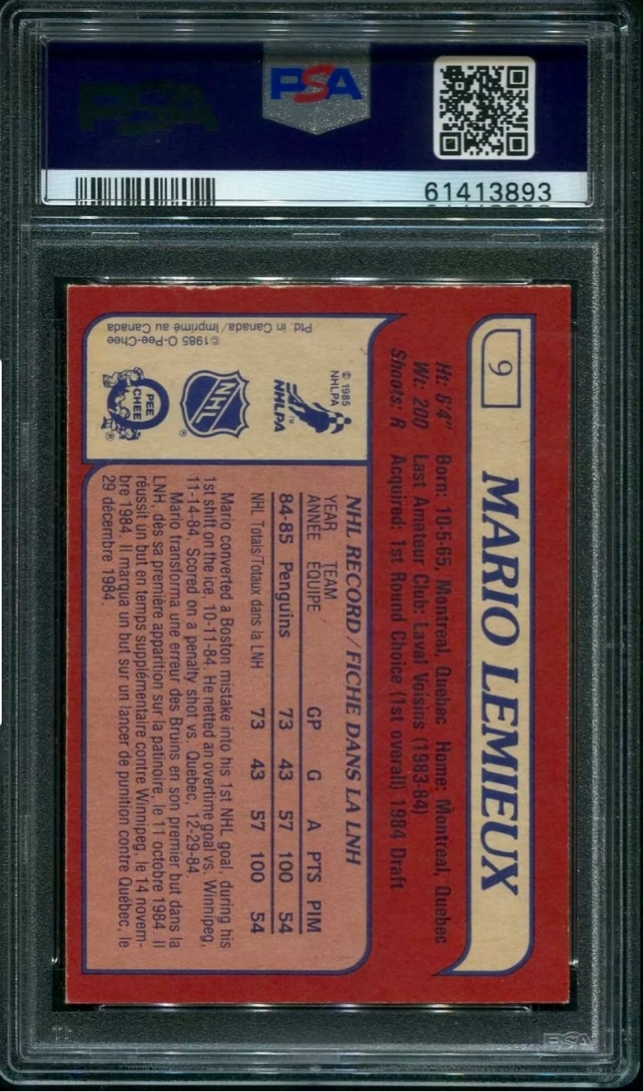 PSA
PSA
61413893
9
MARIO LEMIEUX
Ht: 6'4" Born: 10-5-65, Montreal, Quebec Home: Montreal, Quebec
Wt: 200 Last Amateur Club: Laval Voisins (1983-84)
Shoots: R Acquired: 1st Round Choice (1st overall) 1984 Draft
© 1985
NHLPA
NHLPA
TM
NHL
®
PEE
CHEE
®
©1985 O-Pee-Chee
Ptd. in Canada/Imprimé au Canada
NHL RECORD/FICHE DANS LA LNH
YEAR TEAM GP G A PTS PIM
ANNÉE ÉQUIPE
84-85 Penguins 73 43 57 100 54
NHL Totals/Totaux dans la LNH 73 43 57 100 54
Mario converted a Boston mistake into his 1st NHL goal, during his
1st shift on the ice, 10-11-84. He netted an overtime goal vs. Winnipeg,
11-14-84. Scored on a penalty shot vs. Quebec, 12-29-84.
Mario transforma une erreur des Bruins en son premier but dans la
LNH, dès sa première apparition sur la patinoire, le 11 octobre 1984. Il
réussit un but en temps supplémentaire contre Winnipeg, le 14 novem-
bre 1984. Il marqua un but sur un lancer de punition contre Québec, le
29 décembre 1984.
PSA